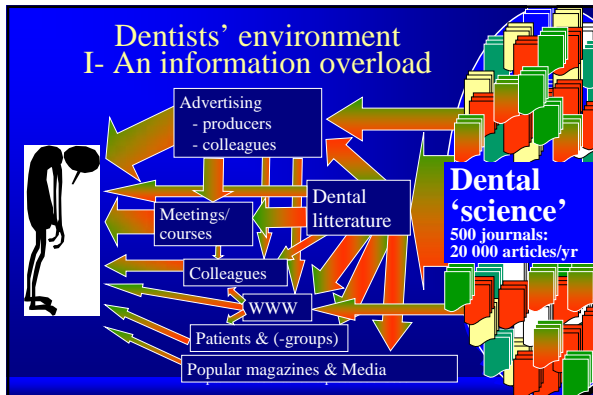 Dentists’ environment
I- An information overload
Advertising
- producers
- colleagues
Dental
litterature
Meetings/
courses
Colleagues
WWW
Patients & (-groups)
Popular magazines & Media
Dental
‘science’
500 journals:
20 000 articles/yr